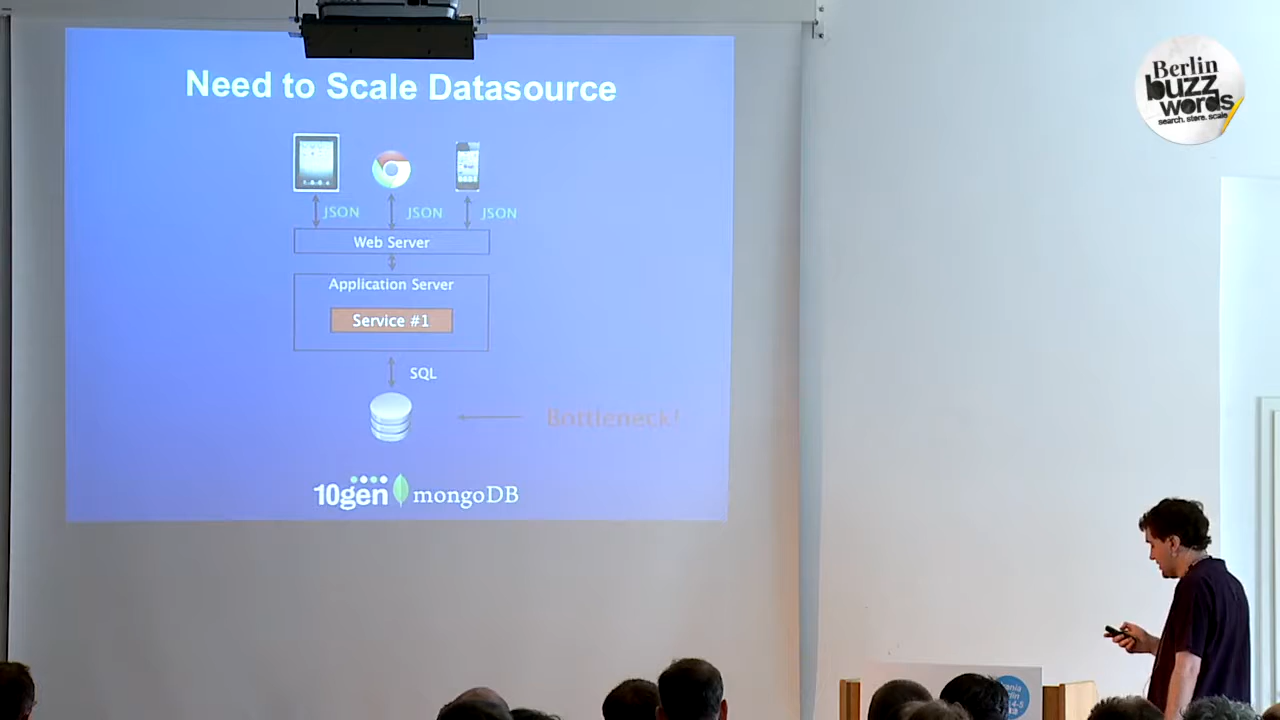 Need to Scale Datasource
JSON
JSON
JSON
Web Server
Application Server
Service #1
SQL
Bottleneck!
10gen mongoDB
Berlin
buzz
words
search. store. scale